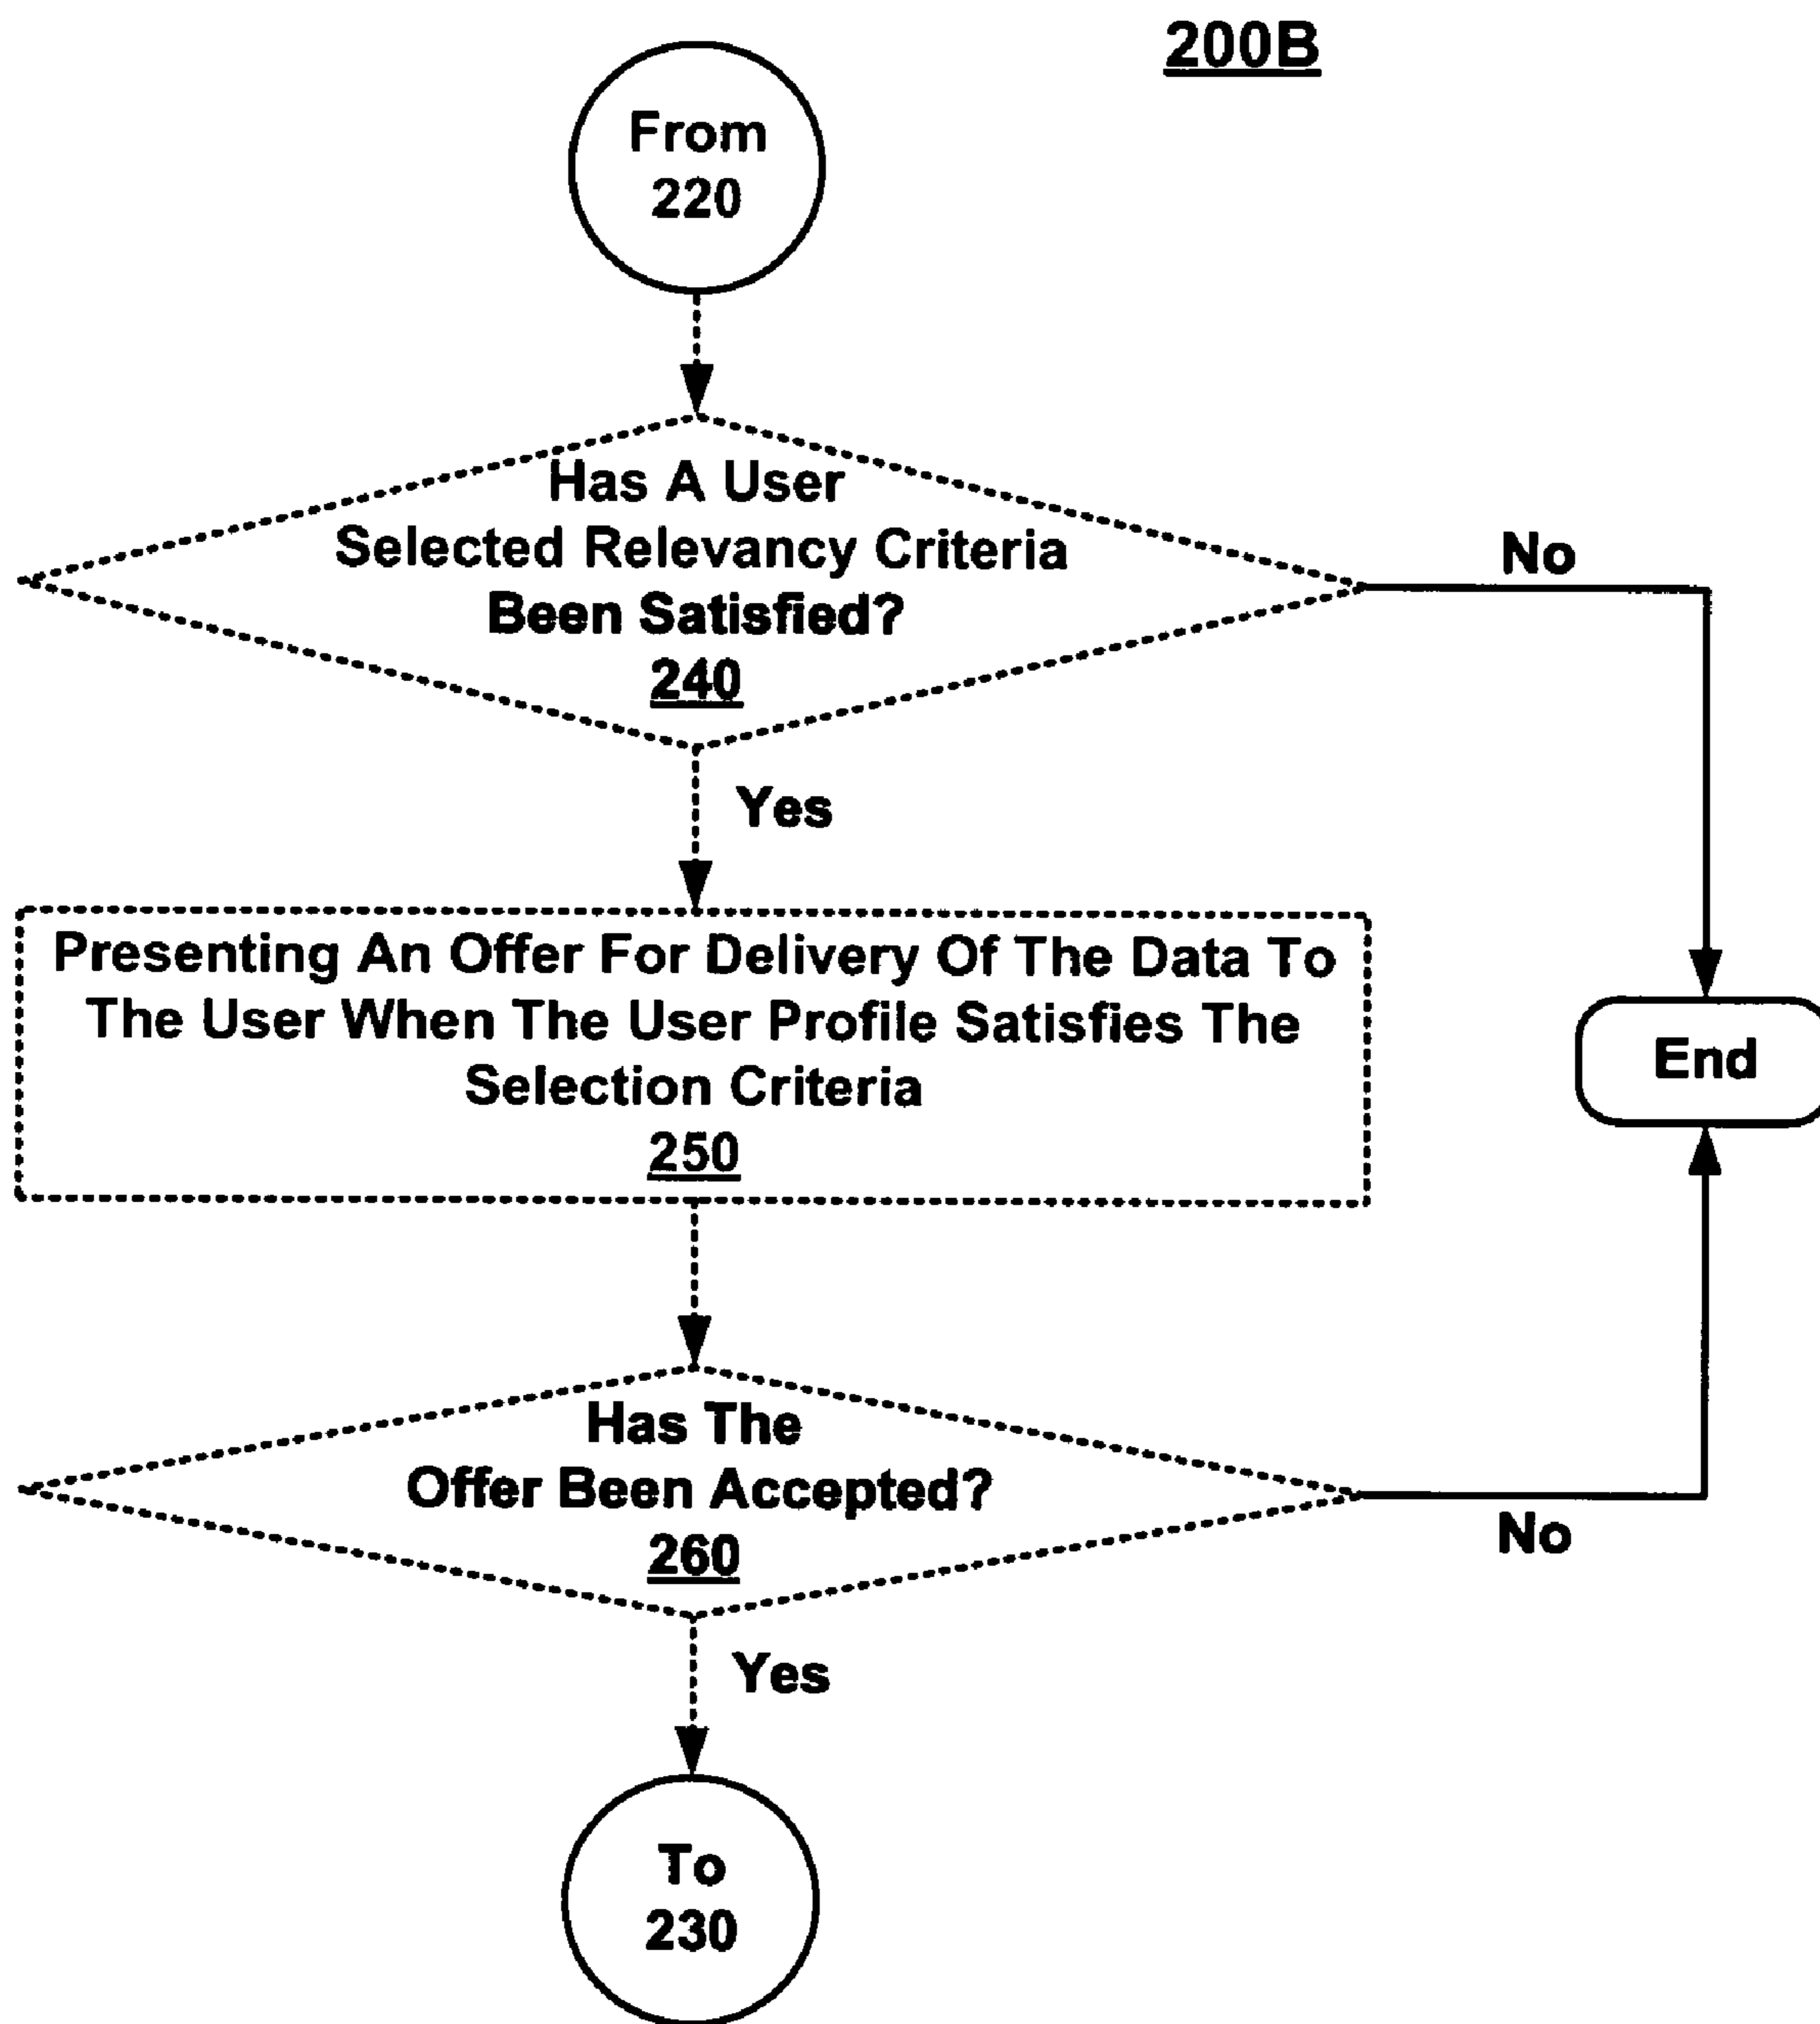 200B
From
220
Has A User
Selected Relevancy Criteria
Been Satisfied?
240
No
Yes
Presenting An Offer For Delivery Of The Data To
The User When The User Profile Satisfies The
Selection Criteria
250
End
Has The
Offer Been Accepted?
260
No
Yes
To
230